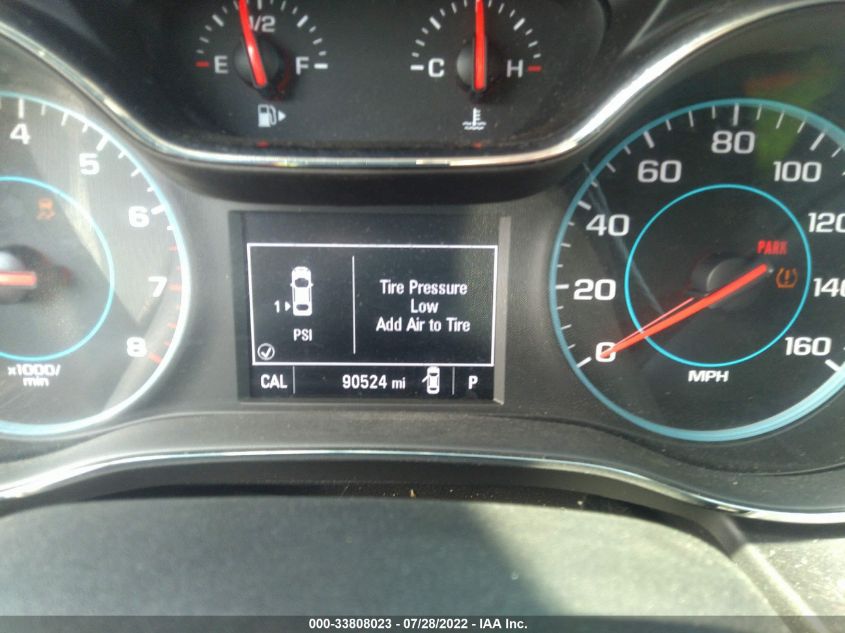 1/2
E F
C H
4
5
6
7
8
x1000/
min
Tire Pressure
Low
Add Air to Tire
1
PSI
CAL 90524 mi P
0
20
40
60
80
100
120
140
160
PARK
MPH
000-33808023 - 07/28/2022 - IAA Inc.